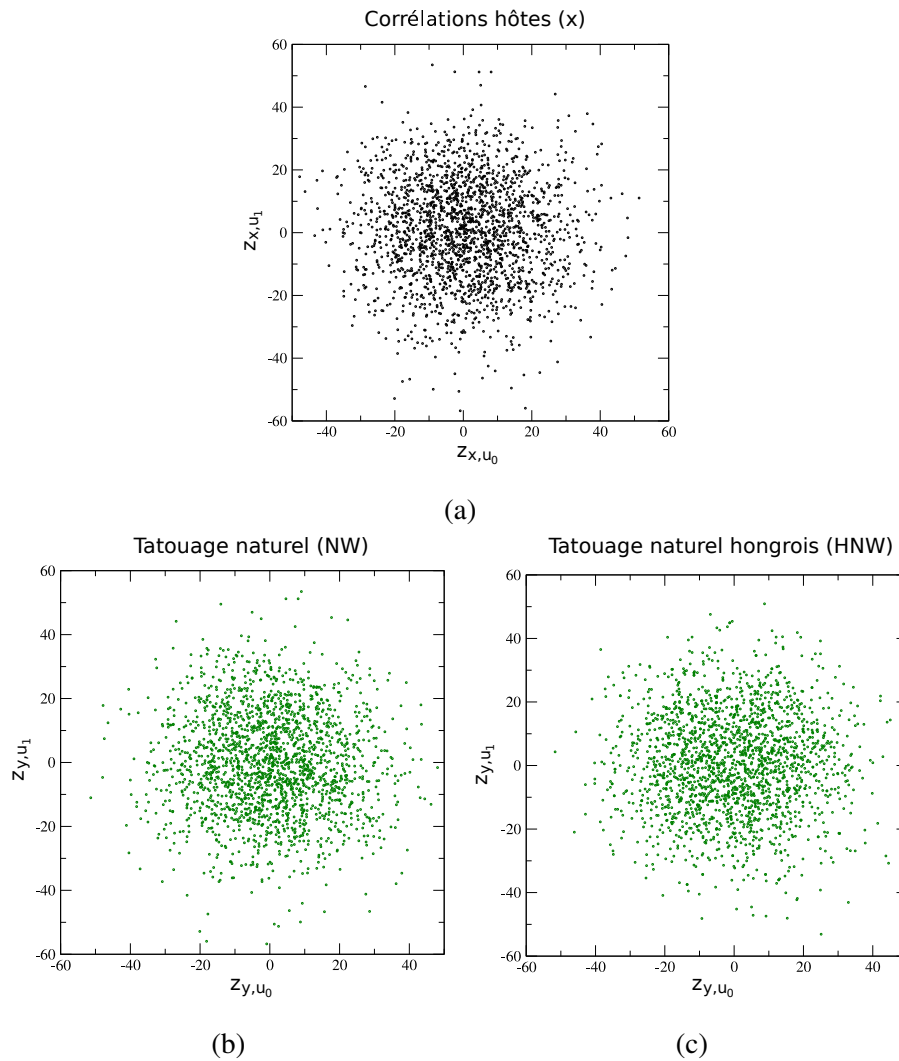 Corrélations hôtes (x)
60
40
20
0
-20
-40
-60
z_{x,u_1}
-40 -20 0 20 40 60
z_{x,u_0}
(a)
Tatouage naturel (NW)
60
40
20
0
-20
-40
-60
z_{y,u_1}
-60 -40 -20 0 20 40
z_{y,u_0}
(b)
Tatouage naturel hongrois (HNW)
60
40
20
0
-20
-40
-60
z_{y,u_1}
-60 -40 -20 0 20 40
z_{y,u_0}
(c)